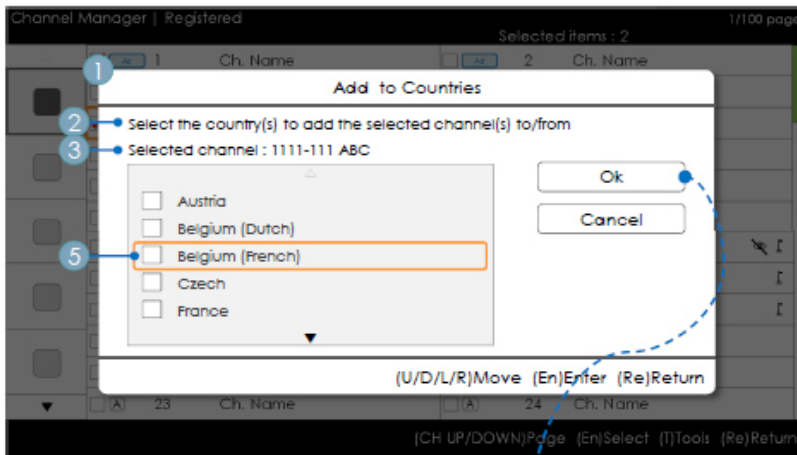 Channel Manager | Registered
1/100 page
Selected items : 2
Air 1 Ch. Name
Air 2 Ch. Name
1
Add to Countries
2
Select the country(s) to add the selected channel(s) to/from
3
Selected channel : 1111-111 ABC
Ok
Cancel
Austria
Belgium (Dutch)
5
Belgium (French)
Czech
France
(U/D/L/R)Move (En)Enter (Re)Return
A 23 Ch. Name
A 24 Ch. Name
(CH UP/DOWN)Page (En)Select (T)Tools (Re)Return